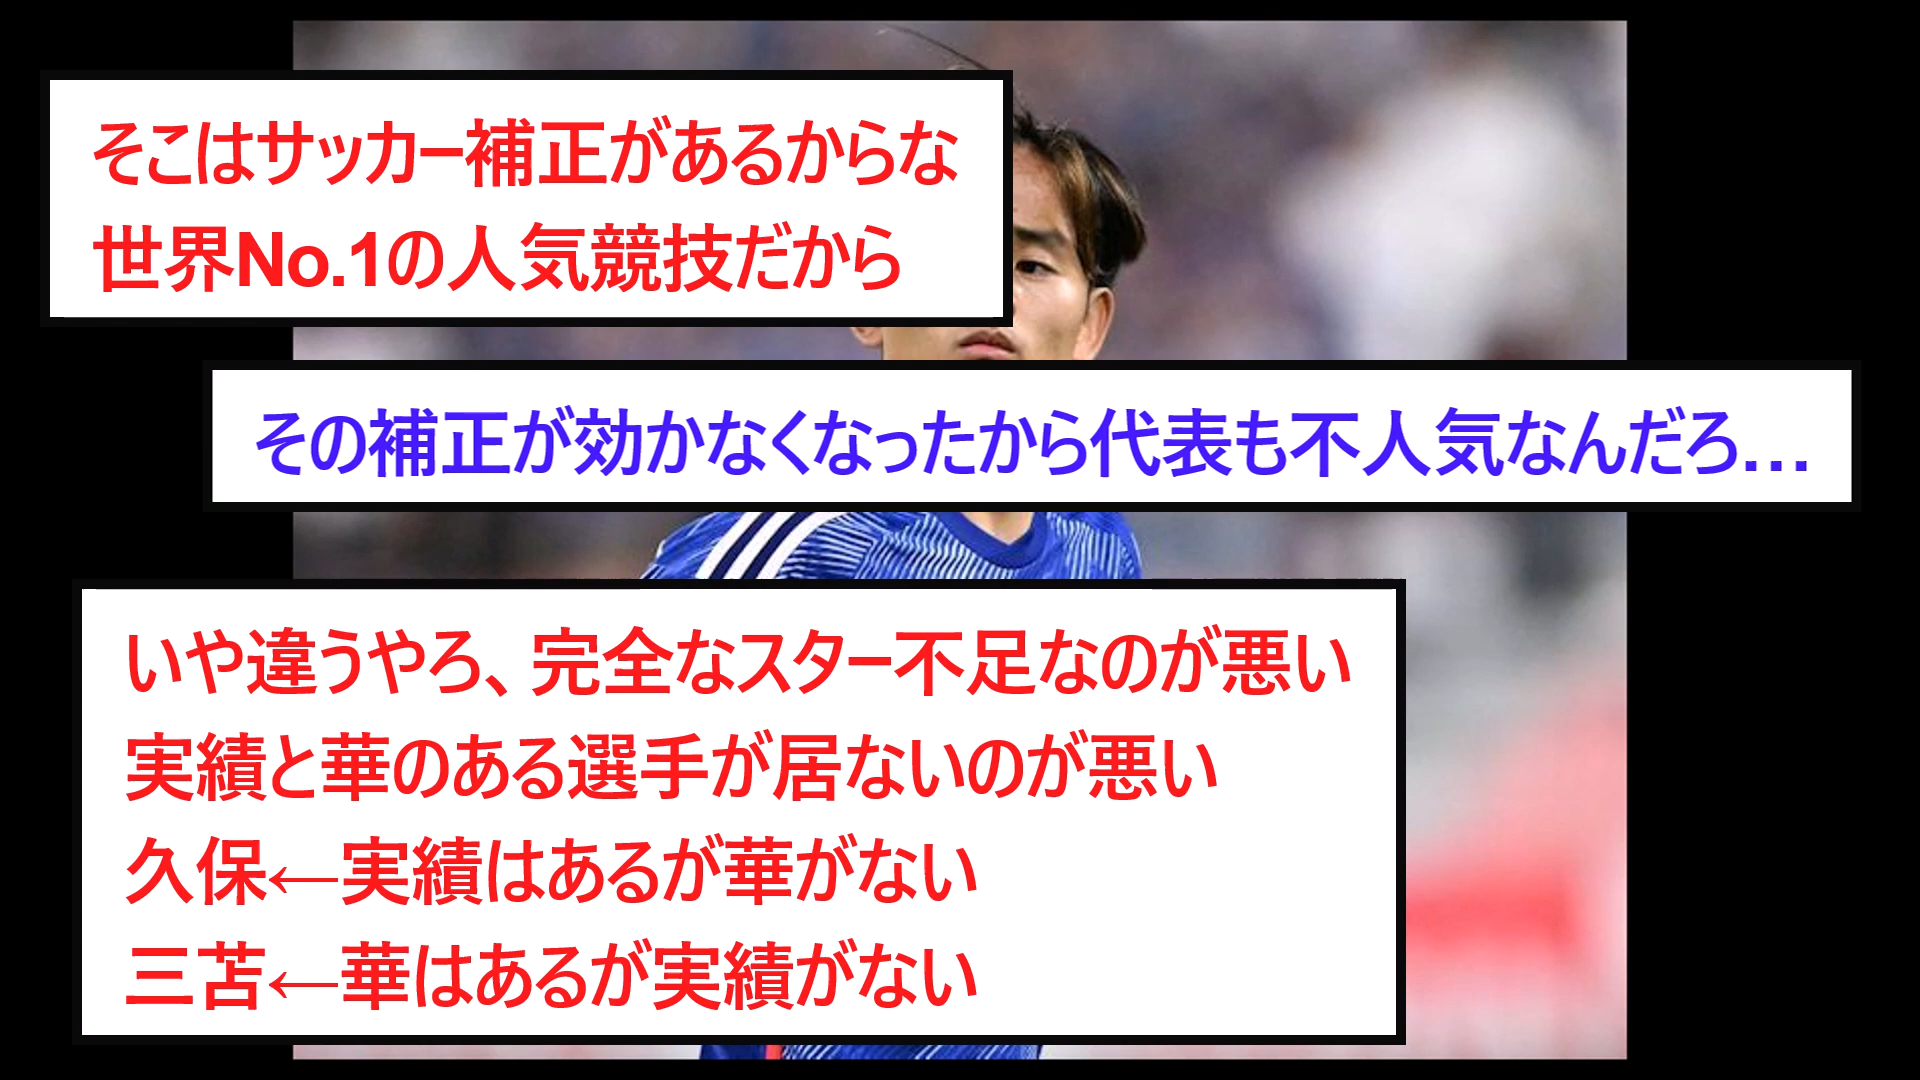 そこはサッカー補正があるからな
世界No.1の人気競技だから
その補正が効かなくなったから代表も不人気なんだろ…
いや違うやろ、完全なスター不足なのが悪い
実績と華のある選手が居ないのが悪い
久保←実績はあるが華がない
三苫←華はあるが実績がない